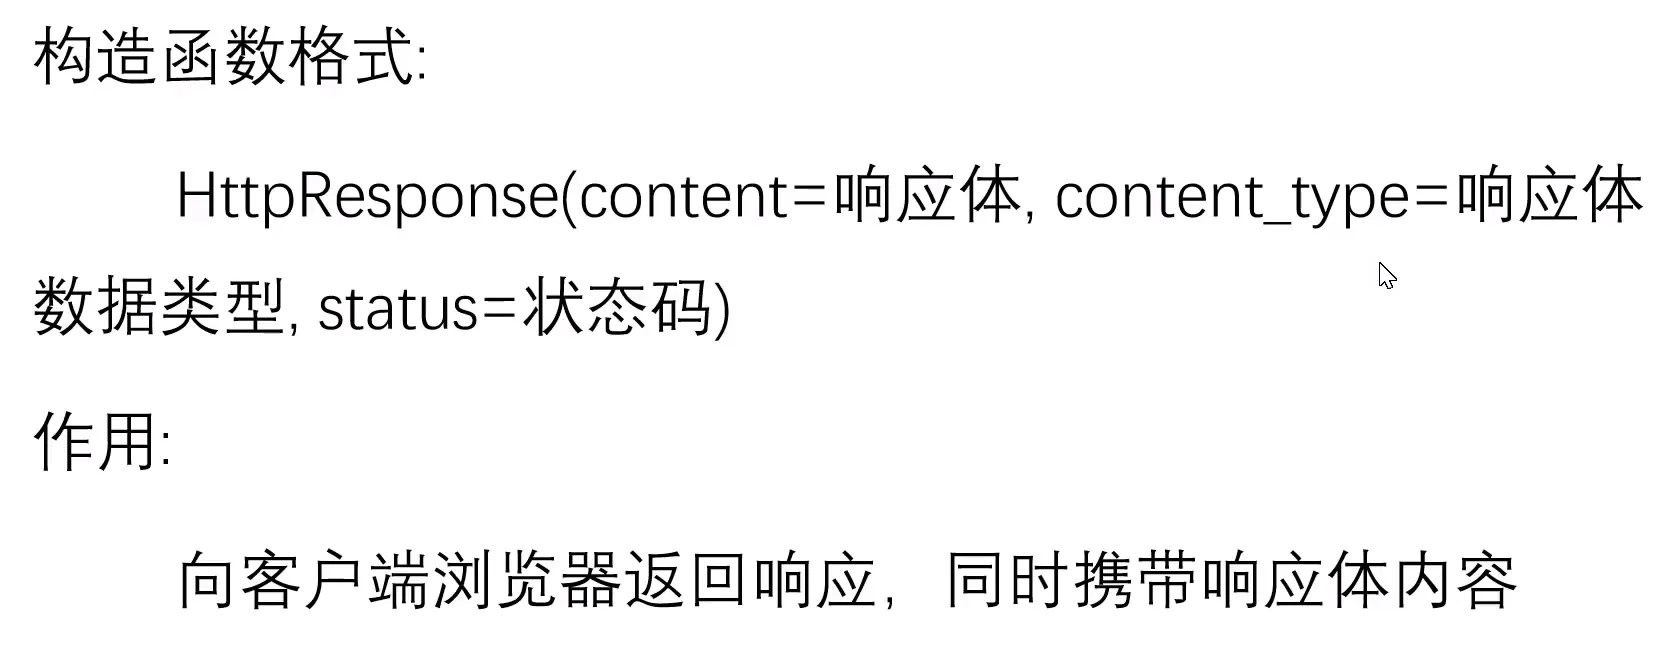 构造函数格式:
HttpResponse(content=响应体, content_type=响应体
数据类型, status=状态码)
作用:
向客户端浏览器返回响应，同时携带响应体内容